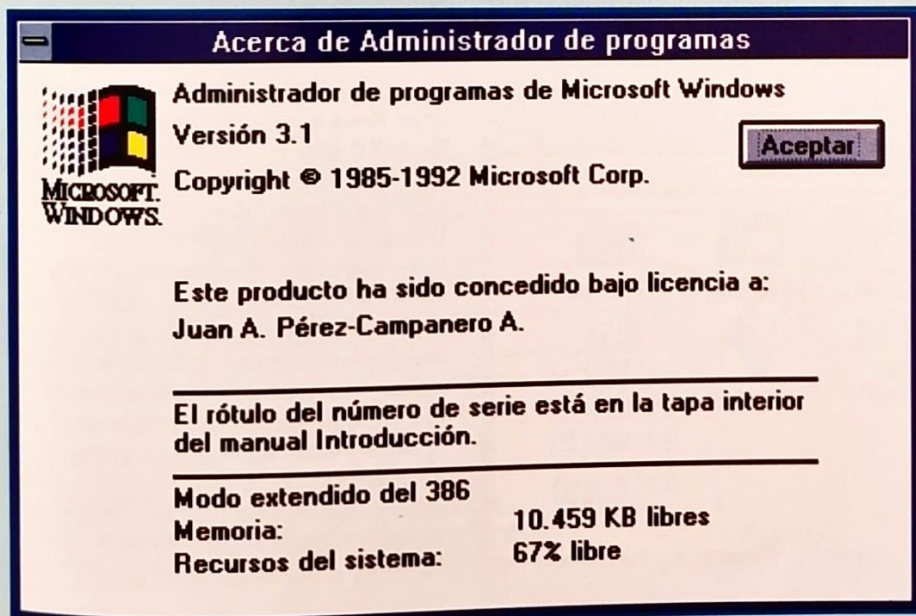 Acerca de Administrador de programas
Administrador de programas de Microsoft Windows
Versión 3.1
Aceptar
Copyright © 1985-1992 Microsoft Corp.
MICROSOFT.
WINDOWS.
Este producto ha sido concedido bajo licencia a:
Juan A. Pérez-Campanero A.
El rótulo del número de serie está en la tapa interior
del manual Introducción.
Modo extendido del 386
Memoria: 10.459 KB libres
Recursos del sistema: 67% libre